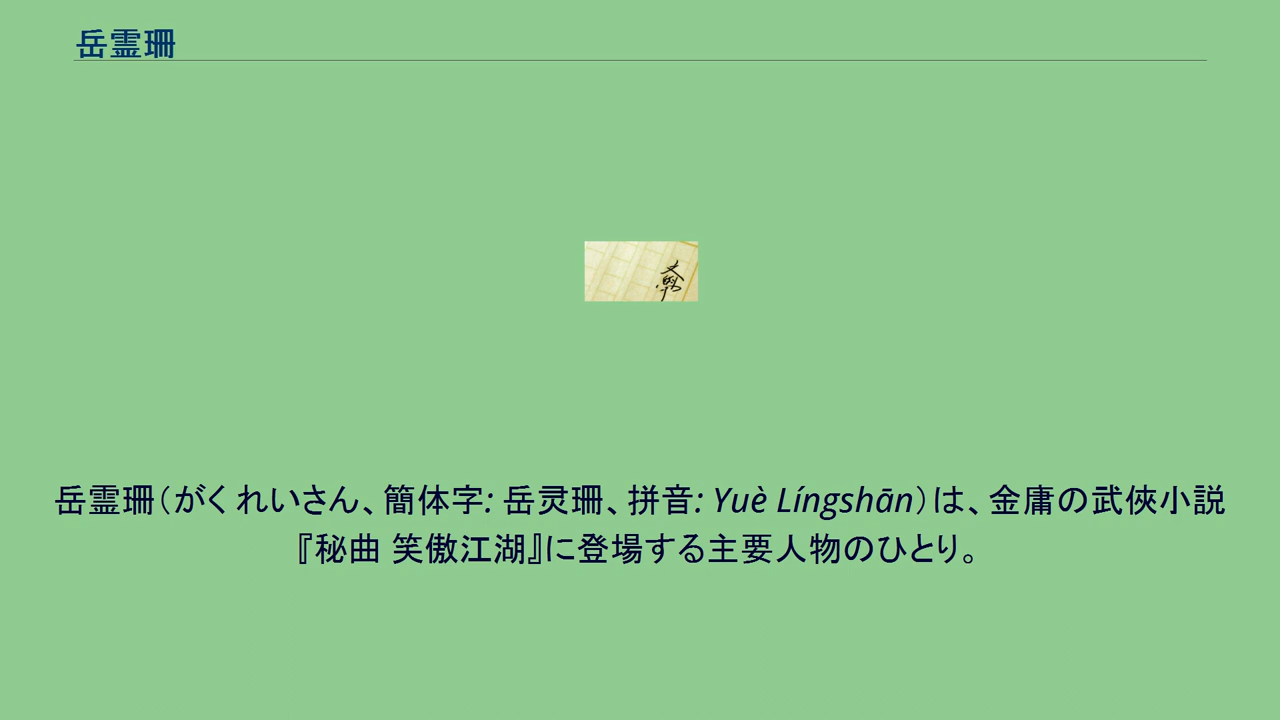 岳霊珊
岳霊珊（がく れいさん、簡体字: 岳灵珊、拼音: Yuè Língshān）は、金庸の武俠小説
『秘曲 笑傲江湖』に登場する主要人物のひとり。